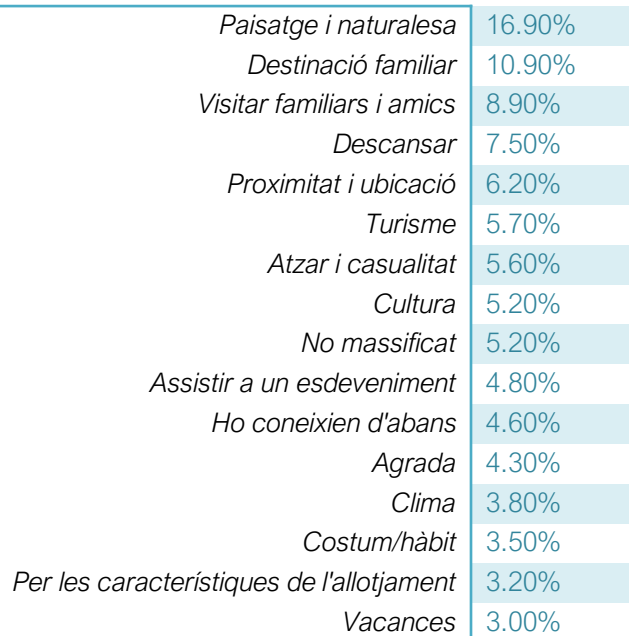 Paisatge i naturalesa 16.90%
Destinació familiar 10.90%
Visitar familiars i amics 8.90%
Descansar 7.50%
Proximitat i ubicació 6.20%
Turisme 5.70%
Atzar i casualitat 5.60%
Cultura 5.20%
No massificat 5.20%
Assistir a un esdeveniment 4.80%
Ho coneixien d'abans 4.60%
Agrada 4.30%
Clima 3.80%
Costum/hàbit 3.50%
Per les característiques de l'allotjament 3.20%
Vacances 3.00%